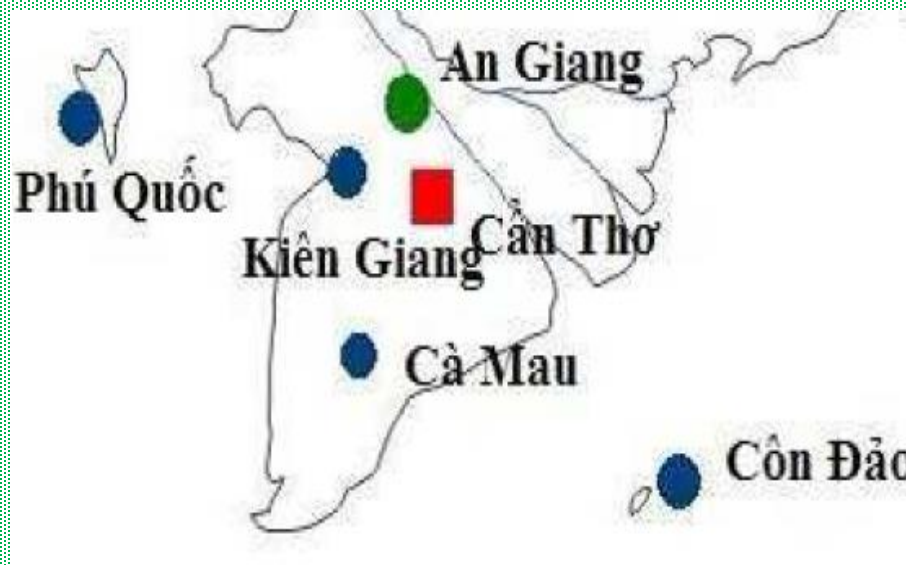 An Giang
Phú Quốc
Cần Thơ
Kiên Giang
Cà Mau
Côn Đảo